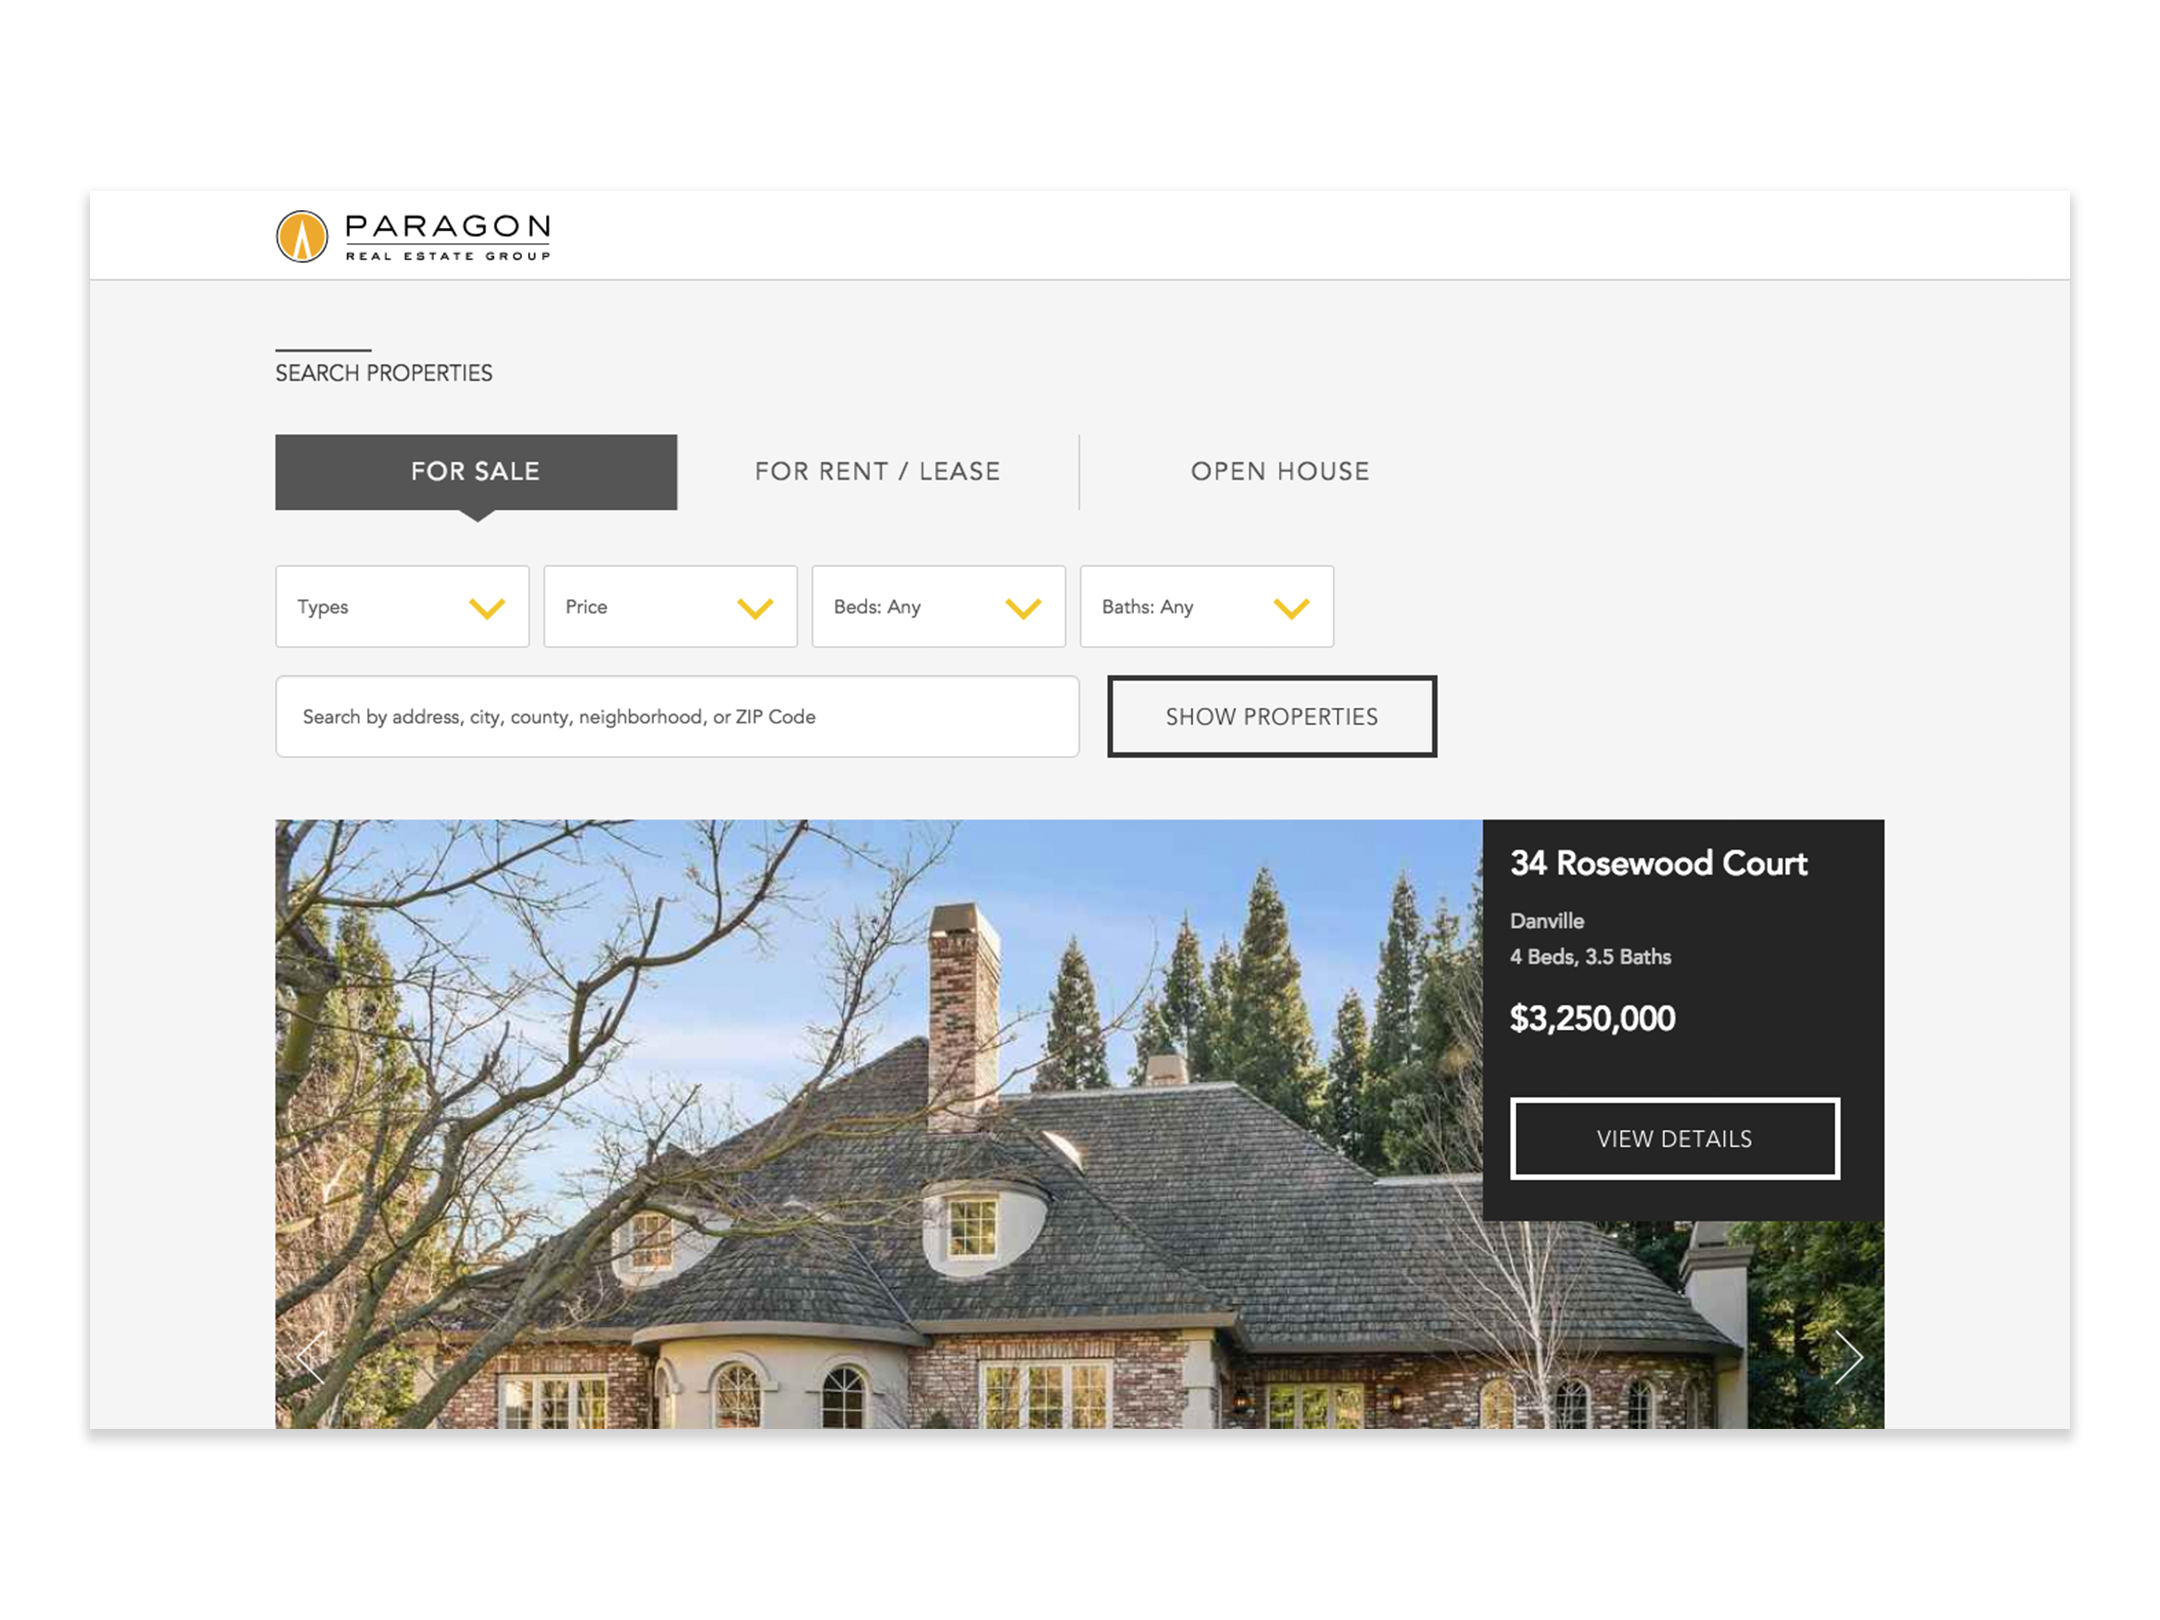 PARAGON
REAL ESTATE GROUP
SEARCH PROPERTIES
FOR SALE
FOR RENT / LEASE
OPEN HOUSE
Types
Price
Beds: Any
Baths: Any
Search by address, city, county, neighborhood, or ZIP Code
SHOW PROPERTIES
34 Rosewood Court
Danville
4 Beds, 3.5 Baths
$3,250,000
VIEW DETAILS